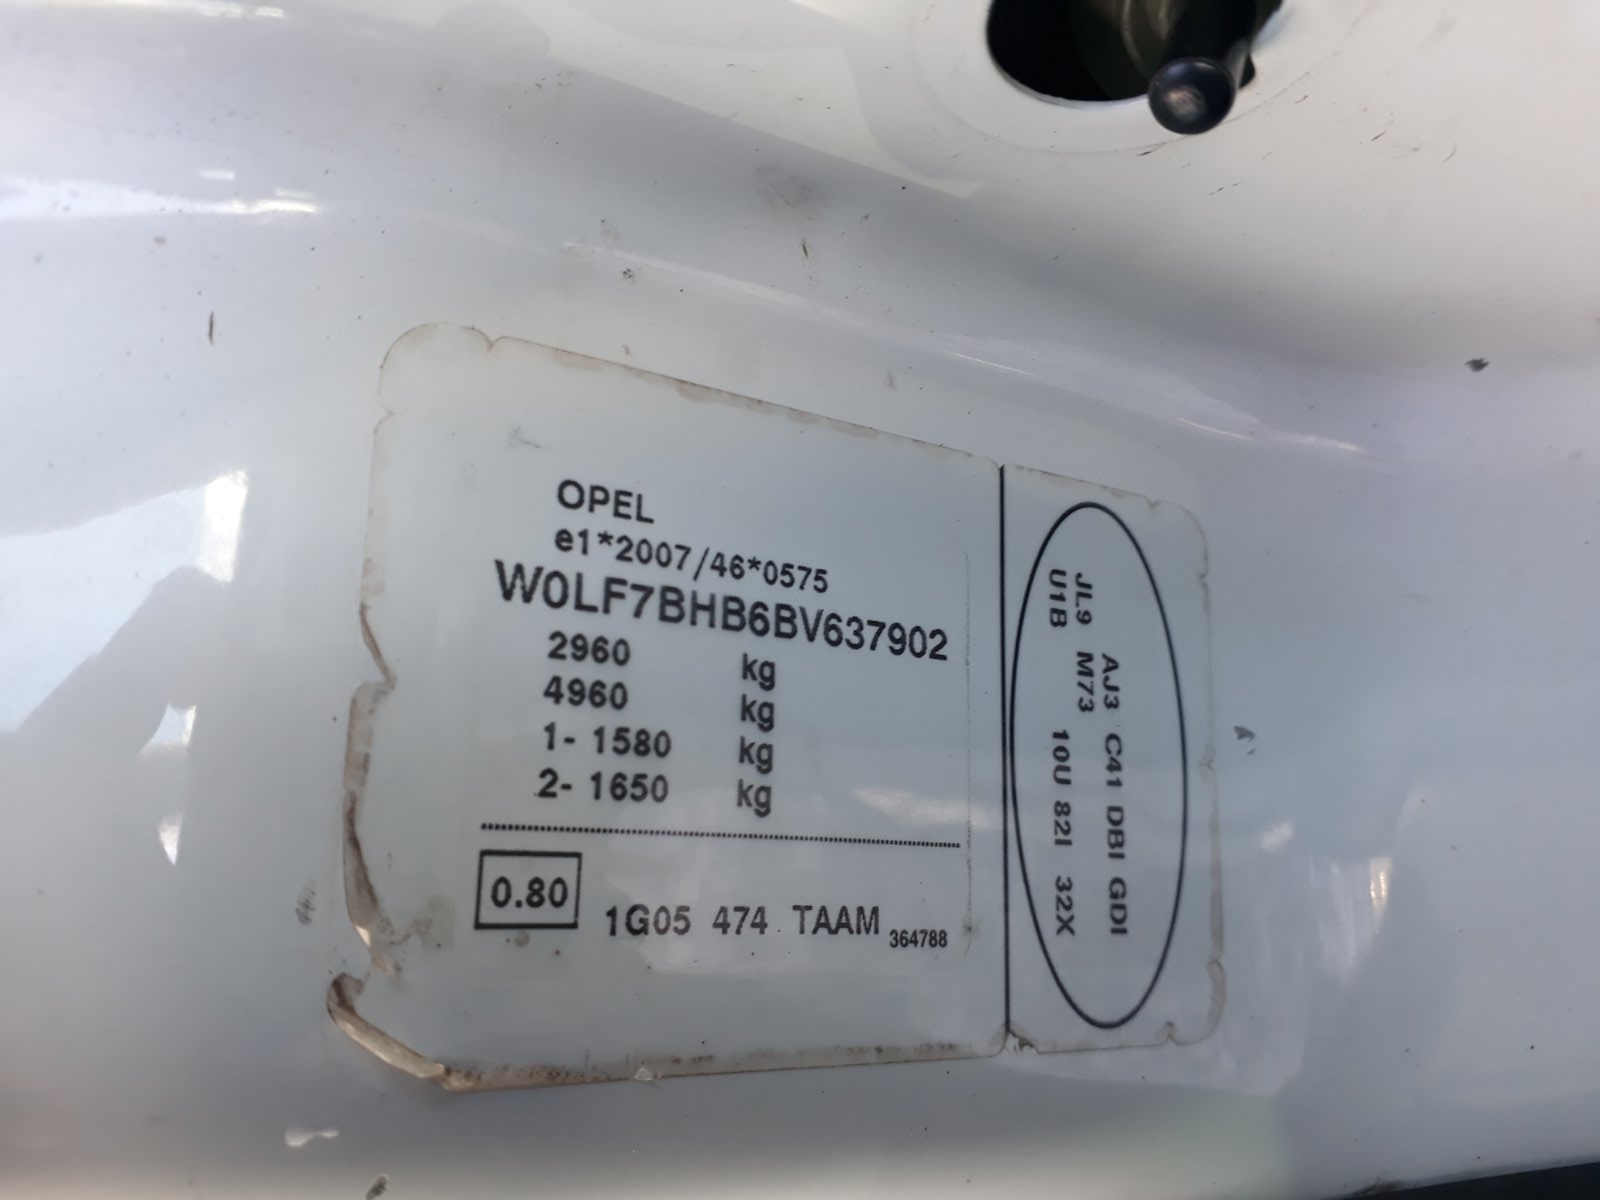 OPEL
e1*2007/46*0575
W0LF7BHB6BV637902
2960 kg
4960 kg
1- 1580 kg
2- 1650 kg
0.80 1G05 474 TAAM 364788
AJ3 C41 DBI GDI
JL9 M73 10U 82I 32X
U1B